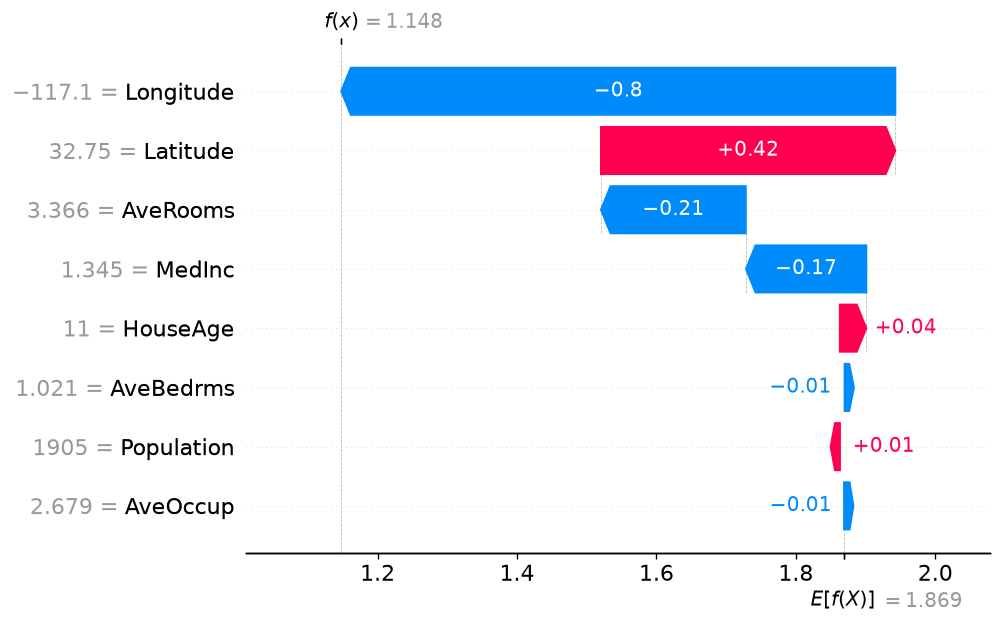 f(x) = 1.148
−117.1 = Longitude
−0.8
32.75 = Latitude
+0.42
3.366 = AveRooms
−0.21
1.345 = MedInc
−0.17
11 = HouseAge
+0.04
1.021 = AveBedrms
−0.01
1905 = Population
+0.01
2.679 = AveOccup
−0.01
1.2 1.4 1.6 1.8 2.0
E[f(X)] = 1.869